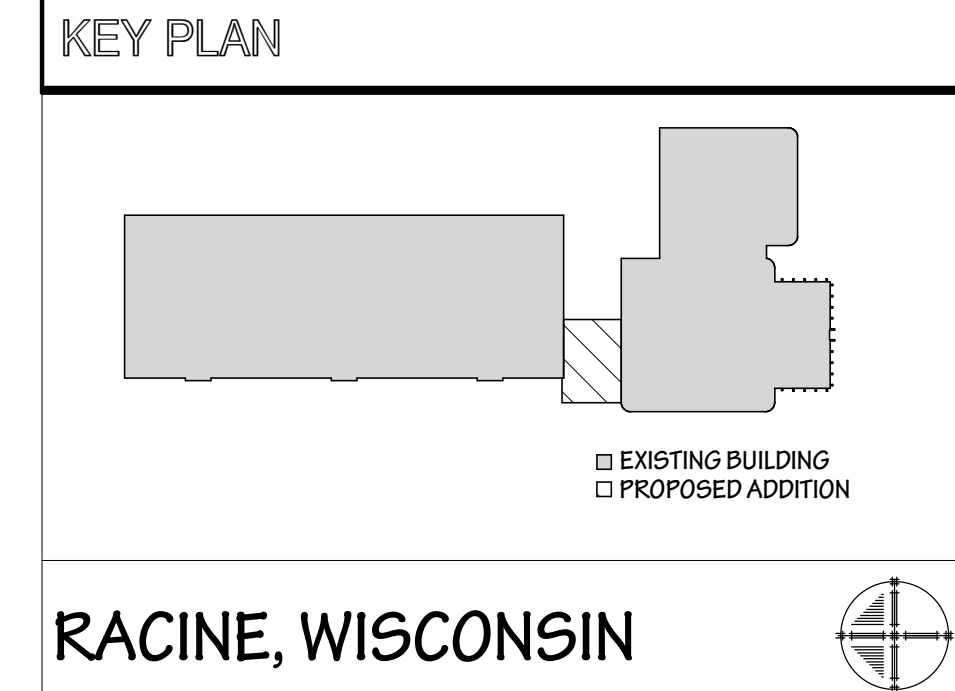 KEY PLAN
EXISTING BUILDING
PROPOSED ADDITION
RACINE, WISCONSIN